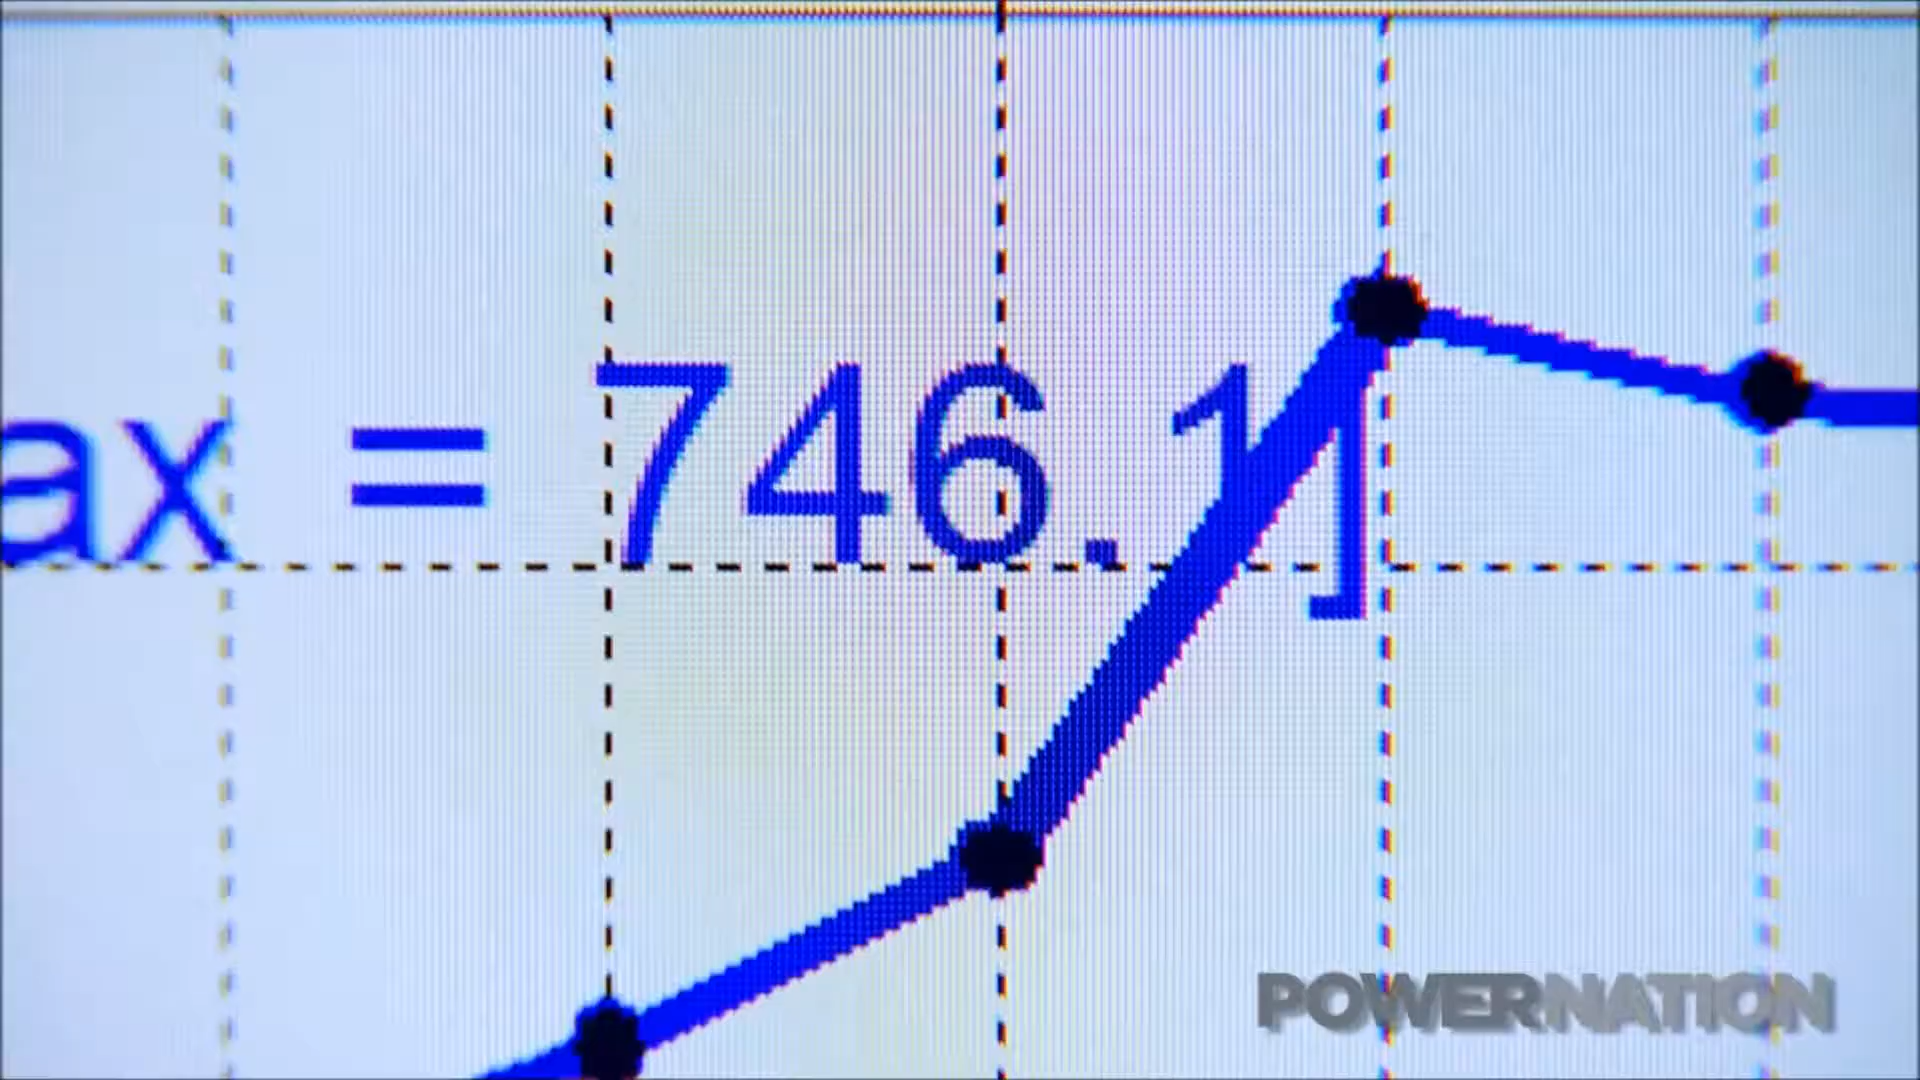 ax = 746.1]
POWERNATION